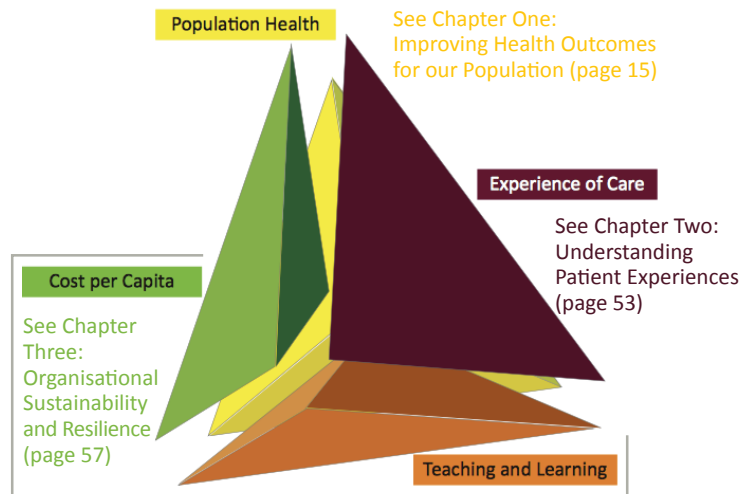 Population Health
See Chapter One:
Improving Health Outcomes
for our Population (page 15)
Experience of Care
See Chapter Two:
Understanding
Patient Experiences
(page 53)
Cost per Capita
See Chapter
Three:
Organisational
Sustainability
and Resilience
(page 57)
Teaching and Learning